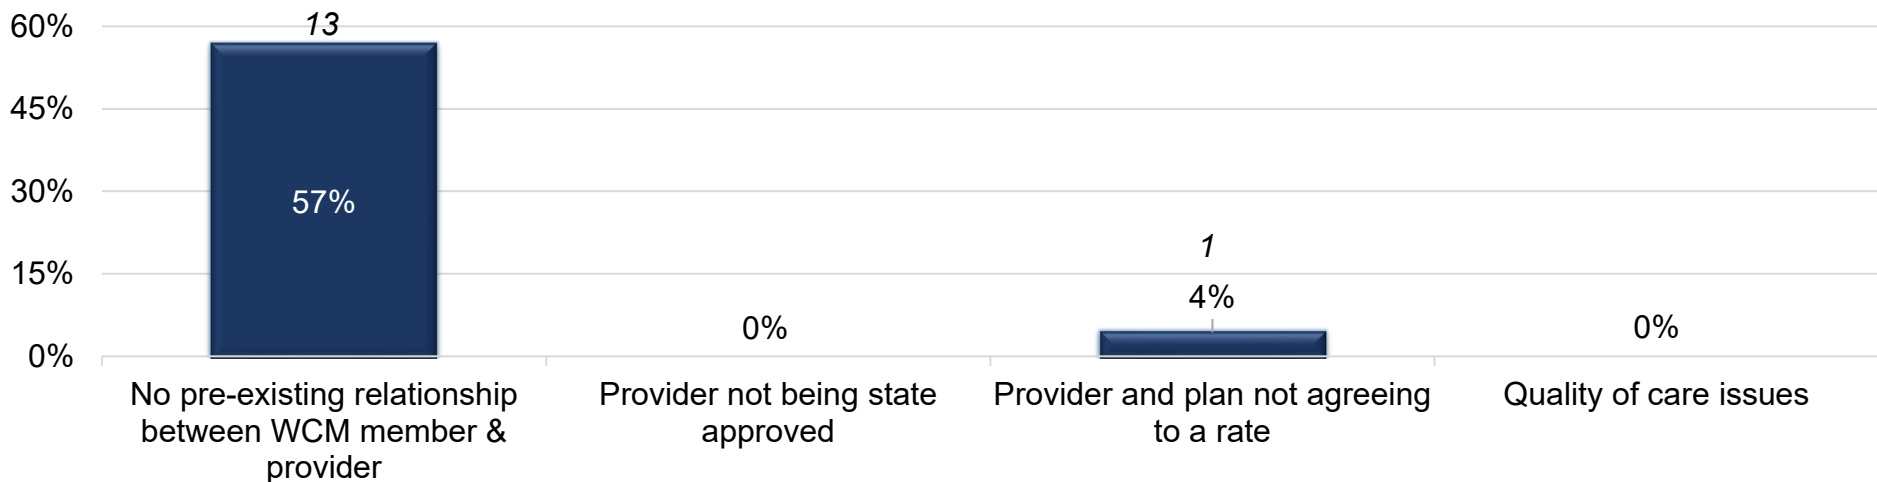 60%
13
45%
30%
57%
15%
1
4%
0%
0%
0%
No pre-existing relationship
between WCM member &
provider
Provider not being state
approved
Provider and plan not agreeing
to a rate
Quality of care issues